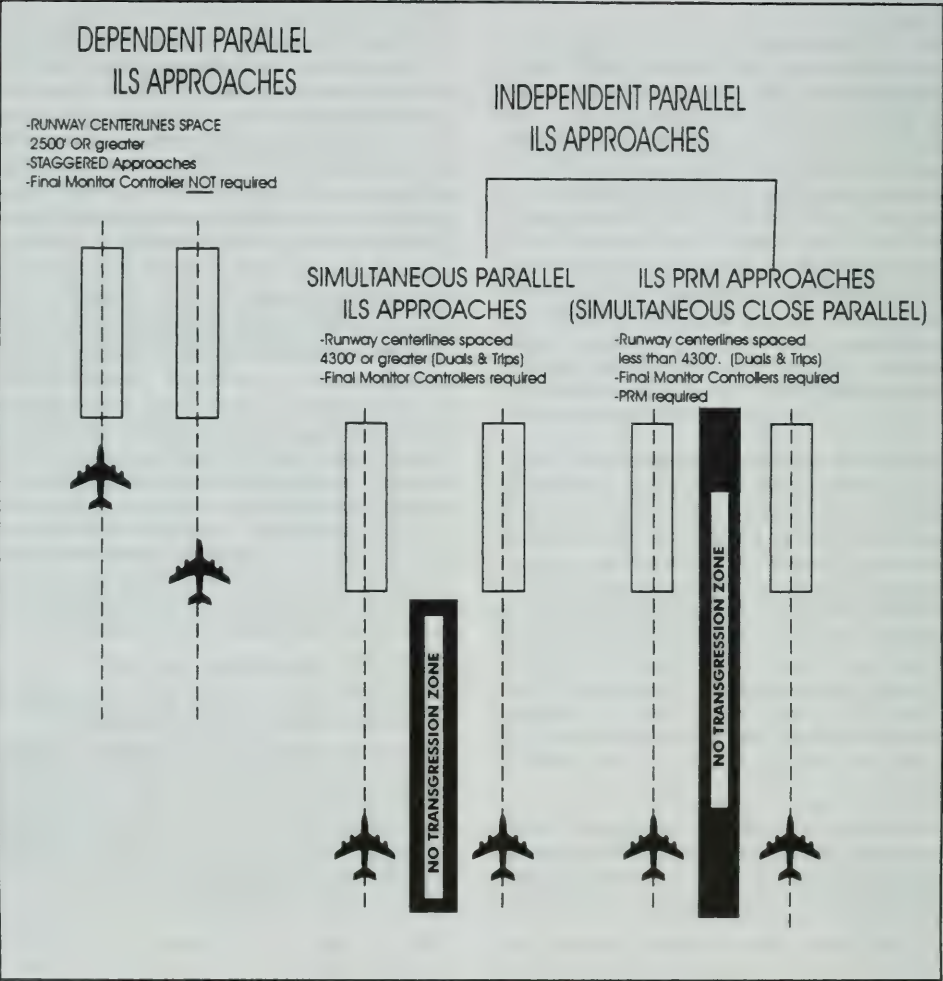 DEPENDENT PARALLEL
ILS APPROACHES
-RUNWAY CENTERLINES SPACE
2500' OR greater
-STAGGERED Approaches
-Final Monitor Controller NOT required
INDEPENDENT PARALLEL
ILS APPROACHES
SIMULTANEOUS PARALLEL
ILS APPROACHES
-Runway centerlines spaced
4300' or greater (Duals & Trips)
-Final Monitor Controllers required
NO TRANSGRESSION ZONE
ILS PRM APPROACHES
(SIMULTANEOUS CLOSE PARALLEL)
-Runway centerlines spaced
less than 4300'. (Duals & Trips)
-Final Monitor Controllers required
-PRM required
NO TRANSGRESSION ZONE